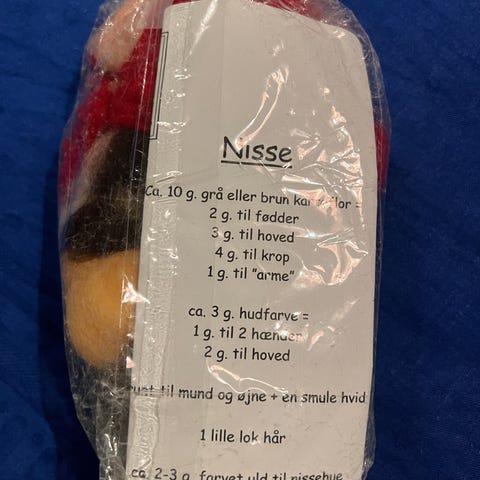 Nisse
Ca. 10 g. grå eller brun flor =
2 g. til fødder
3 g. til hoved
4 g. til krop
1 g. til "arme"
ca. 3 g. hudfarve =
1 g. til 2 hænder
2 g. til hoved
til mund og øjne + en smule hvid
1 lille lok hår
ca. 2-3 g. farvet uld til nissehue